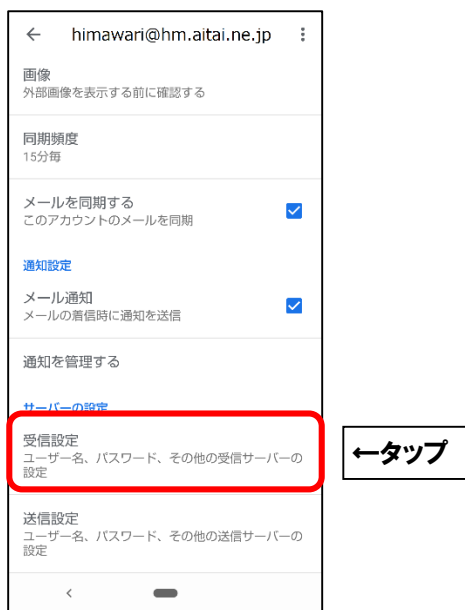 himawari@hm.aitai.ne.jp
画像
外部画像を表示する前に確認する
同期頻度
15分毎
メールを同期する
このアカウントのメールを同期
通知設定
メール通知
メールの着信時に通知を送信
通知を管理する
サーバーの設定
受信設定
ユーザー名、パスワード、その他の受信サーバーの
設定
←タップ
送信設定
ユーザー名、パスワード、その他の送信サーバーの
設定